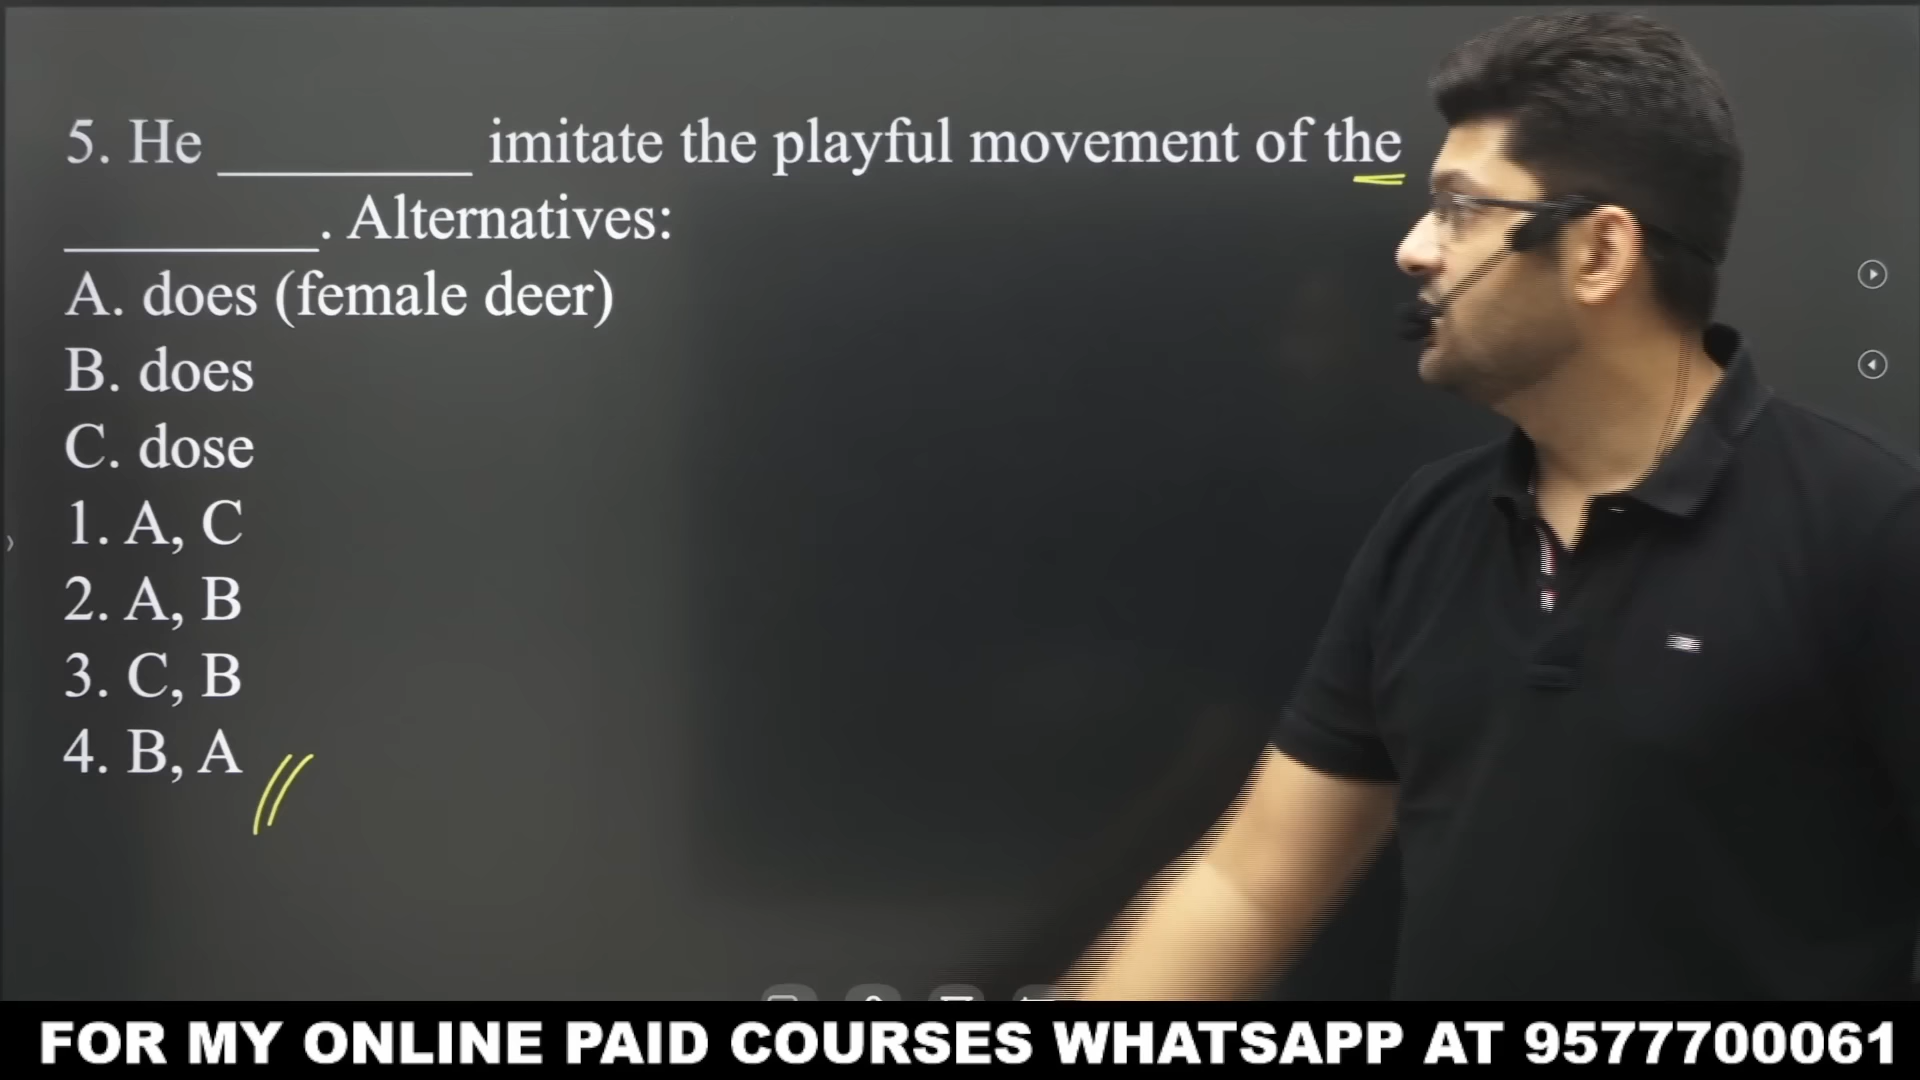 5. He _________ imitate the playful movement of the
_________. Alternatives:
A. does (female deer)
B. does
C. dose
1. A, C
2. A, B
3. C, B
4. B, A
FOR MY ONLINE PAID COURSES WHATSAPP AT 9577700061